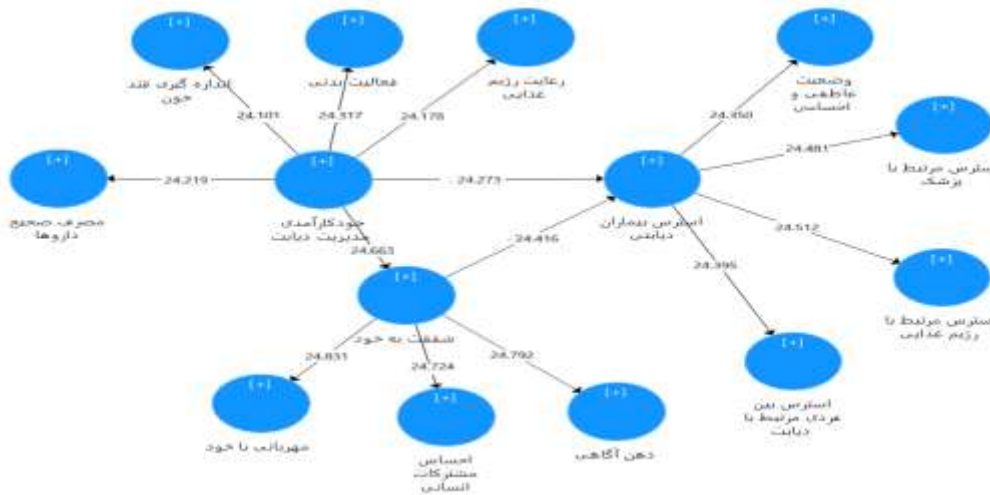 [+]
[+]
[+]
[+]
اندازه گیری قند
خون
فعالیت بدنی
رعایت رژیم
غذایی
وضعیت
عاطفی و
احساسی
24.101
24.317
24.178
24.350
[+]
[+]
[+]
[+]
24.219
24.273
24.481
مصرف صحیح
داروها
خودکارآمدی
مدیریت دیابت
استرس بیماران
دیابتی
استرس مرتبط با
پزشک
24.663
24.416
24.512
24.395
[+]
[+]
شفقت به خود
استرس مرتبط با
رژیم غذایی
24.831
24.724
24.792
[+]
[+]
[+]
[+]
مهربانی با خود
احساس
مشترکات
انسانی
ذهن آگاهی
استرس بین
فردی مرتبط با
دیابت